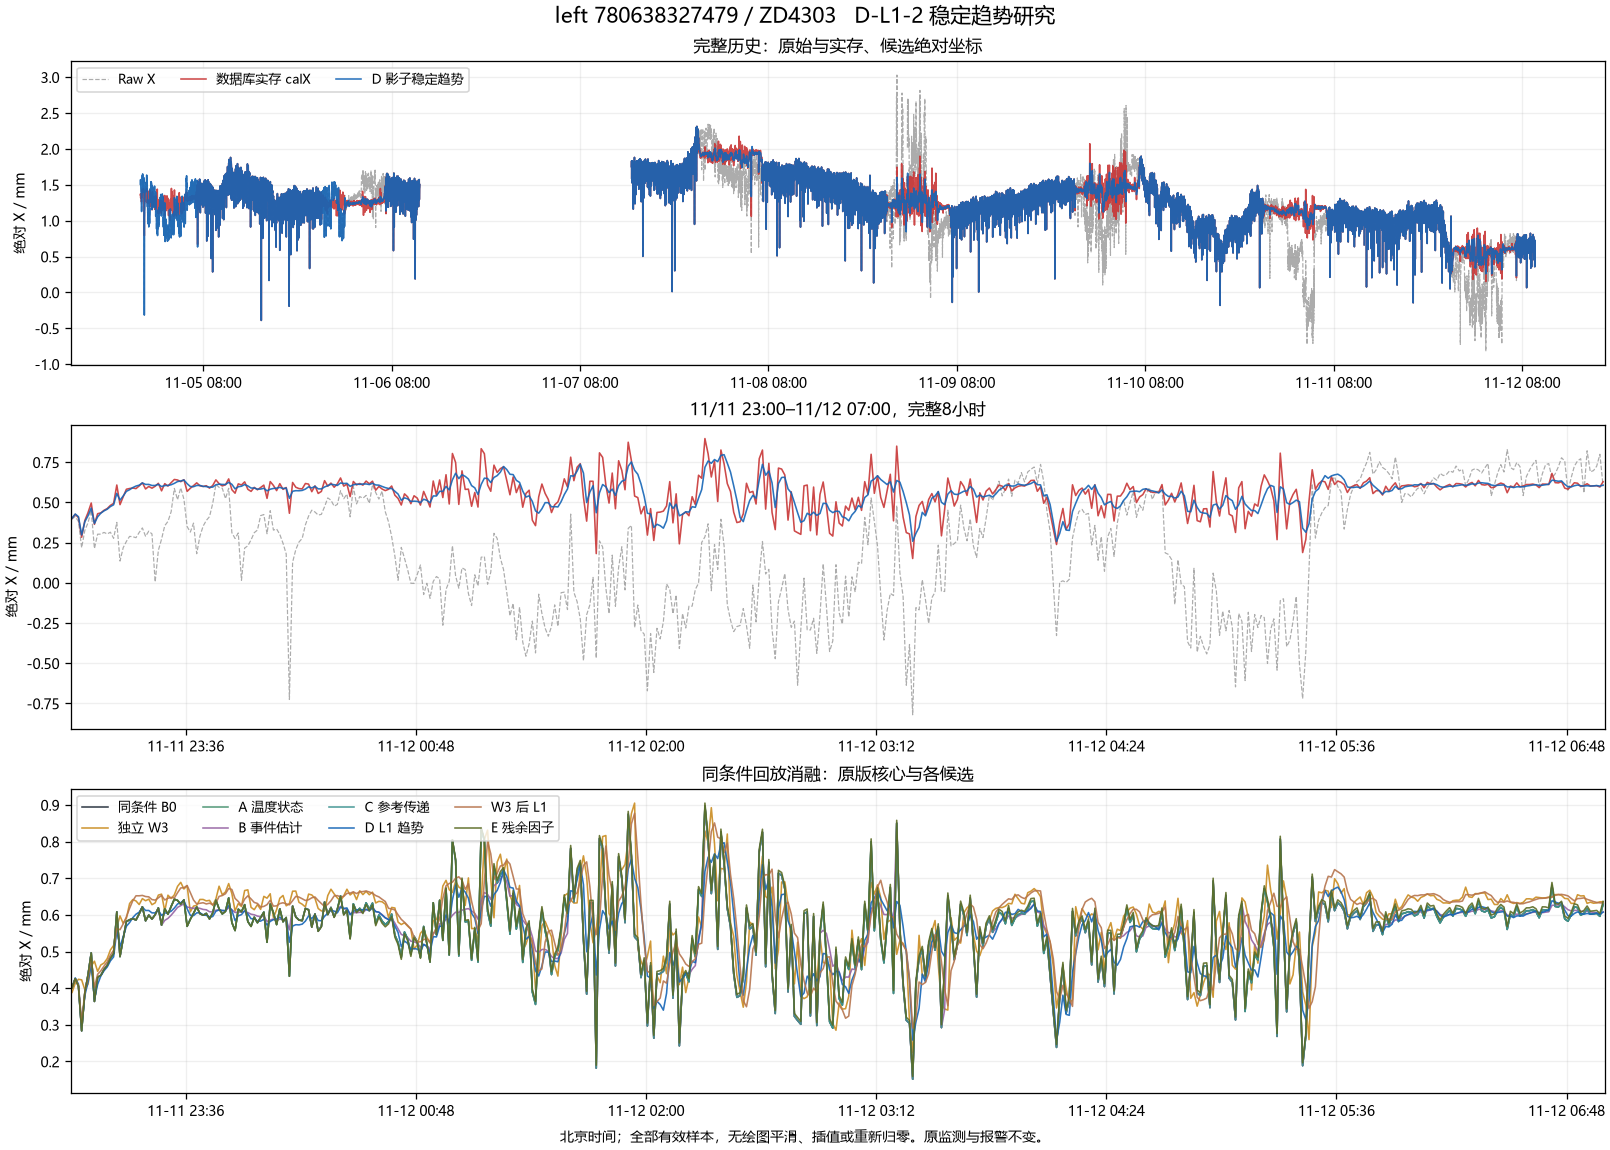 left 780638327479 / ZD4303   D-L1-2 稳定趋势研究
完整历史：原始与实存、候选绝对坐标
Raw X
数据库实存 calX
D 影子稳定趋势
绝对 X / mm
3.0
2.5
2.0
1.5
1.0
0.5
0.0
-0.5
-1.0
11-05 08:00
11-06 08:00
11-07 08:00
11-08 08:00
11-09 08:00
11-10 08:00
11-11 08:00
11-12 08:00
11/11 23:00–11/12 07:00，完整8小时
绝对 X / mm
0.75
0.50
0.25
0.00
-0.25
-0.50
-0.75
11-11 23:36
11-12 00:48
11-12 02:00
11-12 03:12
11-12 04:24
11-12 05:36
11-12 06:48
同条件回放消融：原版核心与各候选
同条件 B0
A 温度状态
C 参考传递
W3 后 L1
独立 W3
B 事件估计
D L1 趋势
E 残余因子
绝对 X / mm
0.9
0.8
0.7
0.6
0.5
0.4
0.3
0.2
11-11 23:36
11-12 00:48
11-12 02:00
11-12 03:12
11-12 04:24
11-12 05:36
11-12 06:48
北京时间；全部有效样本，无绘图平滑、插值或重新归零。原监测与报警不变。